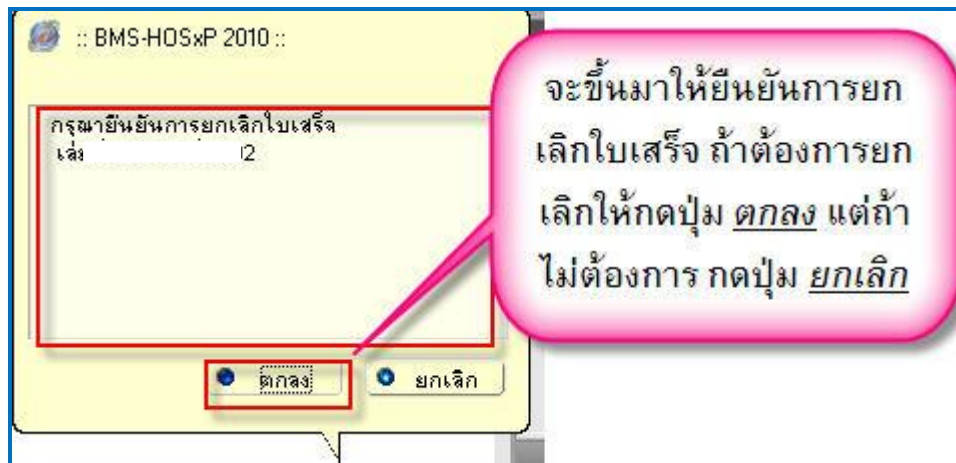 :: BMS-HOSxP 2010 ::
กรุณายืนยันการยกเลิกใบเสร็จ
2
ตกลง
ยกเลิก
จะขึ้นมาให้ยืนยันการยก
เลิกใบเสร็จ ถ้าต้องการยก
เลิกให้กดปุ่ม ตกลง แต่ถ้า
ไม่ต้องการ กดปุ่ม ยกเลิก